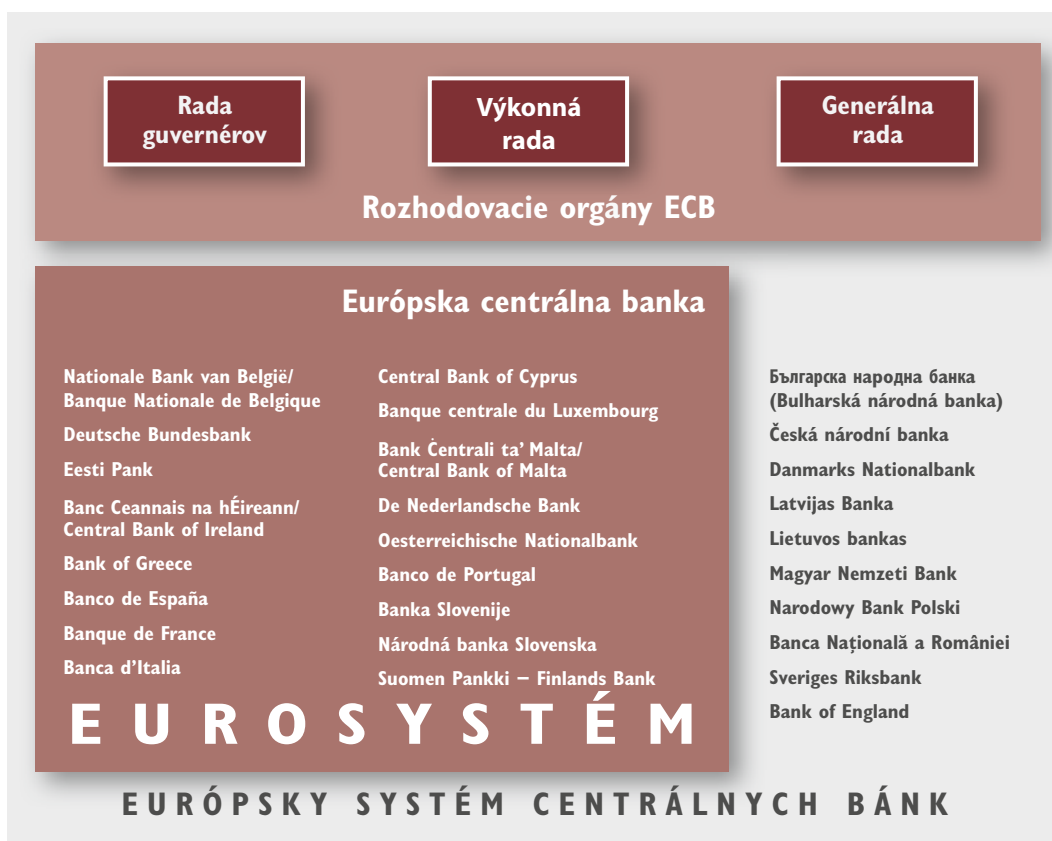 Rada
guvernérov
Výkonná
rada
Generálna
rada
Rozhodovacie orgány ECB
Európska centrálna banka
Nationale Bank van België/
Banque Nationale de Belgique
Deutsche Bundesbank
Eesti Pank
Banc Ceannais na hÉireann/
Central Bank of Ireland
Bank of Greece
Banco de España
Banque de France
Banca d’Italia
Central Bank of Cyprus
Banque centrale du Luxembourg
Bank Ċentrali ta’ Malta/
Central Bank of Malta
De Nederlandsche Bank
Oesterreichische Nationalbank
Banco de Portugal
Banka Slovenije
Národná banka Slovenska
Suomen Pankki – Finlands Bank
EUROSYSTÉM
Българска народна банка
(Bulharská národná banka)
Česká národní banka
Danmarks Nationalbank
Latvijas Banka
Lietuvos bankas
Magyar Nemzeti Bank
Narodowy Bank Polski
Banca Națională a României
Sveriges Riksbank
Bank of England
EURÓPSKY SYSTÉM CENTRÁLNYCH BÁNK